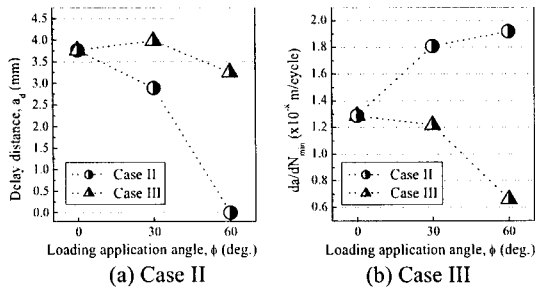 4.5
4.0
3.5
3.0
2.5
2.0
1.5
1.0
0.5
0.0
Delay distance, a_d (mm)
Case II
Case III
0 30 60
Loading application angle, ϕ (deg.)
(a) Case II
2.0
1.8
1.6
1.4
1.2
1.0
0.8
0.6
da/dN_min (x10⁻⁸ m/cycle)
Case II
Case III
0 30 60
Loading application angle, ϕ (deg.)
(b) Case III